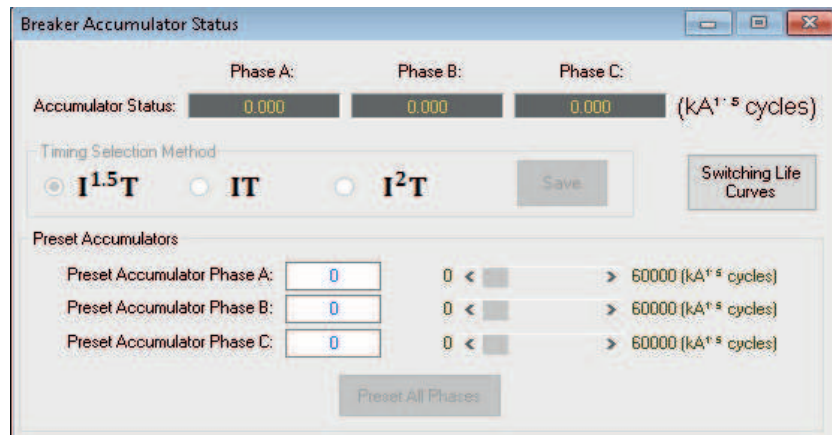 Breaker Accumulator Status
Phase A: Phase B: Phase C:
Accumulator Status: 0.000 0.000 0.000 (kA¹·⁵ cycles)
Timing Selection Method
I¹·⁵T IT I²T Save
Switching Life
Curves
Preset Accumulators
Preset Accumulator Phase A: 0 0 < > 60000 (kA¹·⁵ cycles)
Preset Accumulator Phase B: 0 0 < > 60000 (kA¹·⁵ cycles)
Preset Accumulator Phase C: 0 0 < > 60000 (kA¹·⁵ cycles)
Preset All Phases